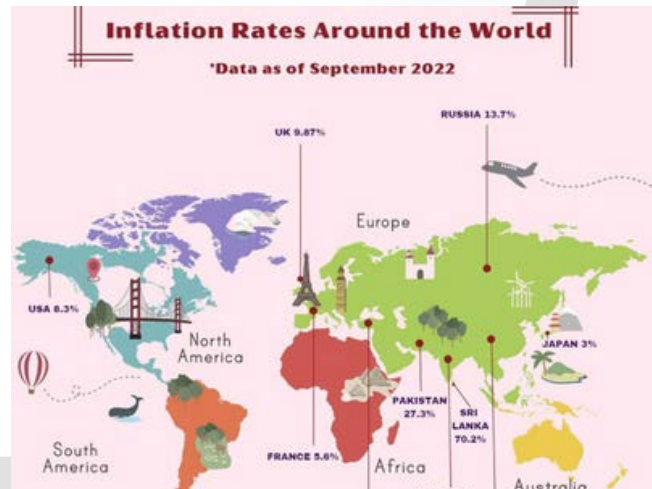 Inflation Rates Around the World
*Data as of September 2022
RUSSIA 13.7%
UK 9.87%
Europe
USA 8.3%
North
America
JAPAN 3%
PAKISTAN
27.3%
SRI
LANKA
70.2%
FRANCE 5.6%
South
America
Africa
Australia